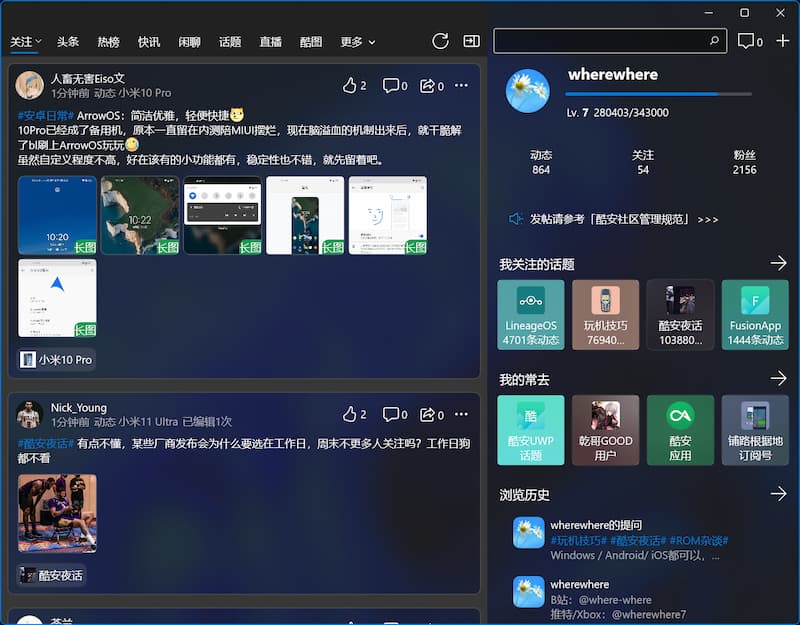 关注
头条
热榜
快讯
闲聊
话题
直播
酷图
更多
0
人畜无害Eiso文
1分钟前 动态 小米10 Pro
2
0
0
#安卓日常# ArrowOS：简洁优雅，轻便快捷
10Pro已经成了备用机，原本一直留在内测陪MIUI摆烂，现在脑溢血的机制出来后，就干脆解
了bl刷上ArrowOS玩玩
虽然自定义程度不高，好在该有的小功能都有，稳定性也不错，就先留着吧。
10:20
长图
10:22
长图
长图
长图
长图
长图
小米10 Pro
Nick_Young
1分钟前 动态 小米11 Ultra 已编辑1次
2
0
0
#酷安夜话# 有点不懂，某些厂商发布会为什么要选在工作日，周末不更多人关注吗？工作日狗
都不看
酷安夜话
wherewhere
Lv. 7 280403/343000
动态
864
关注
54
粉丝
2156
发帖请参考「酷安社区管理规范」 >>>
我关注的话题
LineageOS
4701条动态
玩机技巧
76940...
酷安夜话
103880...
F
FusionApp
1444条动态
我的常去
酷
酷安UWP
话题
乾哥GOOD
用户
酷安
应用
铺路根据地
订阅号
浏览历史
wherewhere的提问
#玩机技巧# #酷安夜话# #ROM杂谈#
Windows / Android/ iOS都可以，...
wherewhere
B站：@where-where
推特/Xbox：@wherewhere7